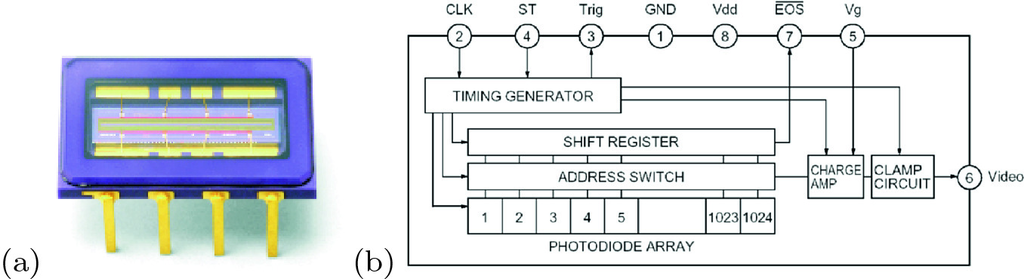 CLK ST Trig GND Vdd EOS Vg
2 4 3 1 8 7 5
TIMING GENERATOR
SHIFT REGISTER
ADDRESS SWITCH
CHARGE AMP
CLAMP CIRCUIT
6 Video
1 2 3 4 5 1023 1024
PHOTODIODE ARRAY
(a)
(b)